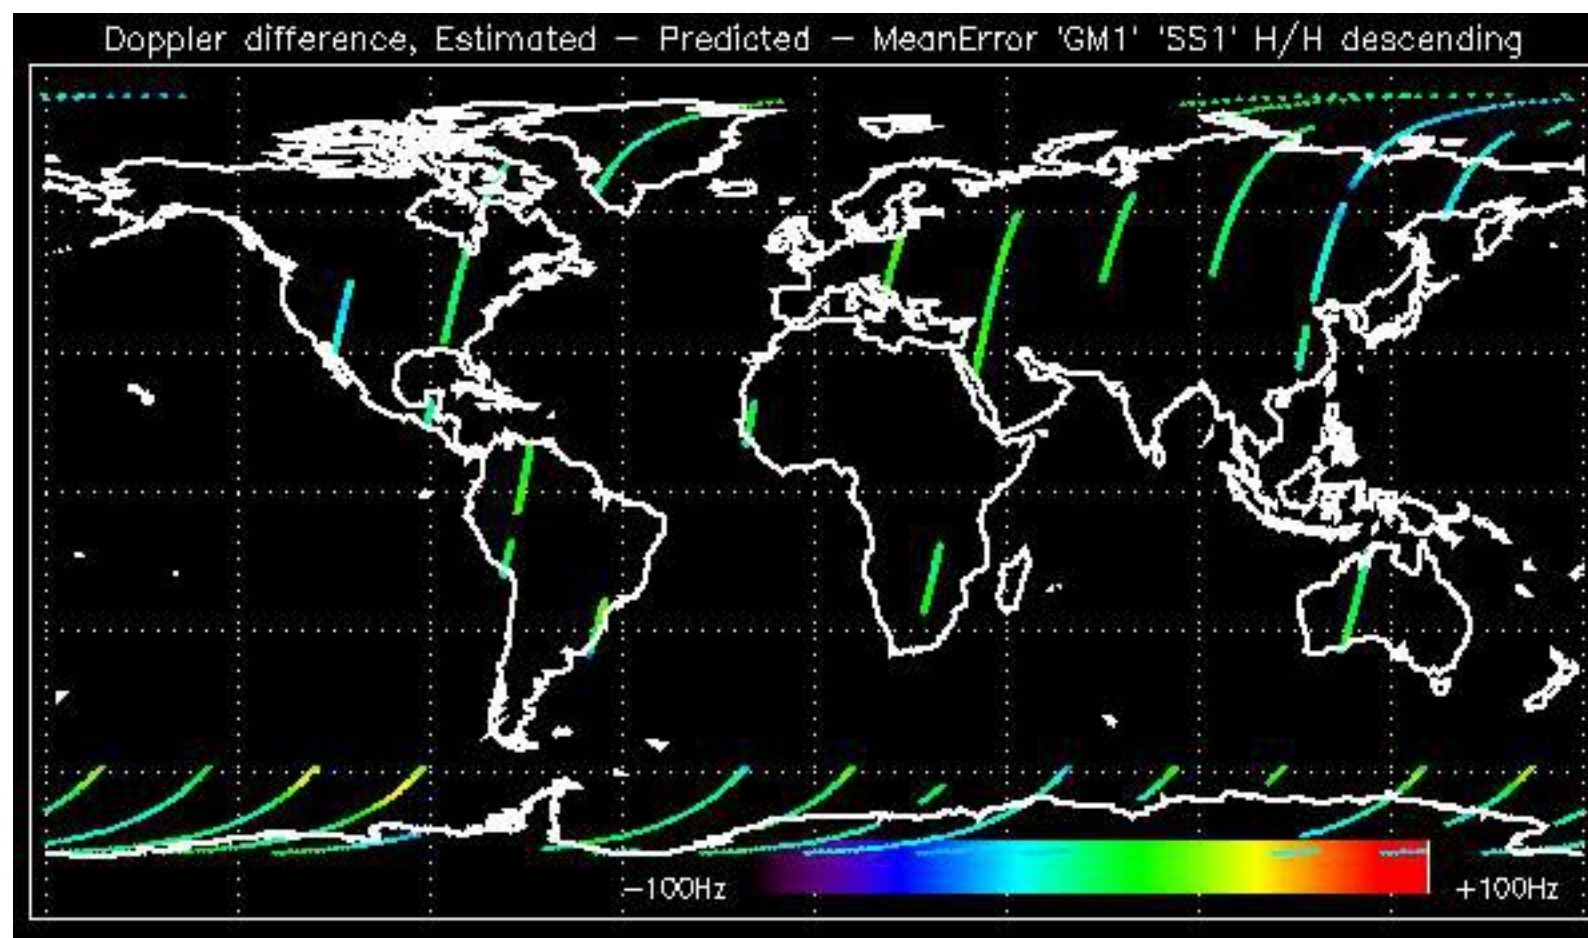 Doppler difference, Estimated – Predicted – MeanError 'GM1' 'SS1' H/H descending
-100Hz
+100Hz